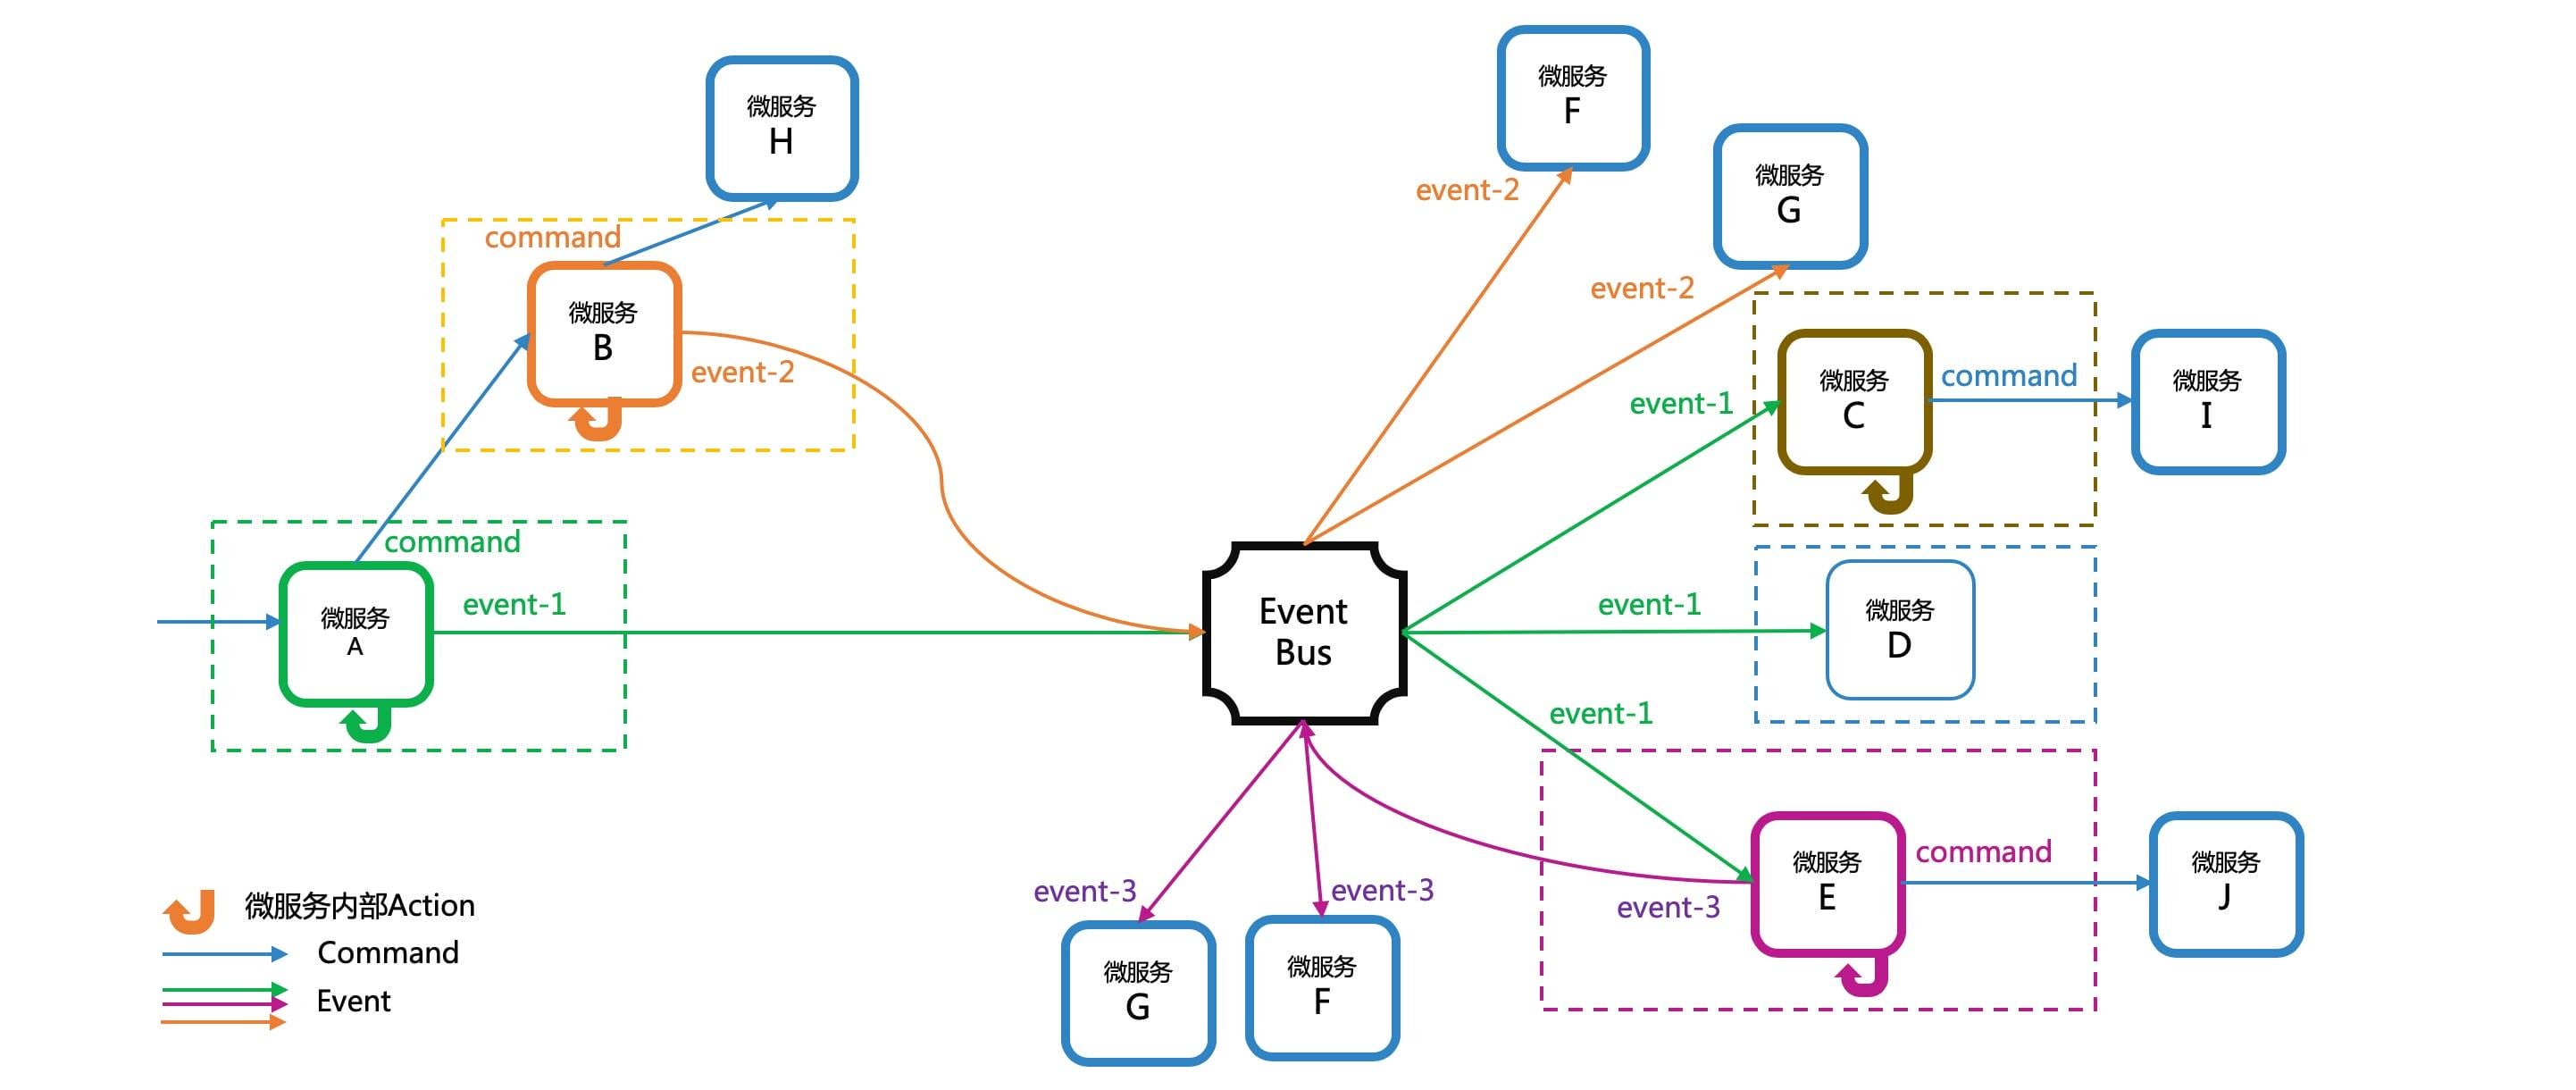 微服务
F
微服务
H
event-2
微服务
G
command
event-2
微服务
B
event-2
event-1
微服务
C
command
微服务
I
command
event-1
微服务
A
Event
Bus
event-1
微服务
D
event-1
event-3
event-3
event-3
微服务
E
command
微服务
J
微服务
G
微服务
F
微服务内部Action
Command
Event